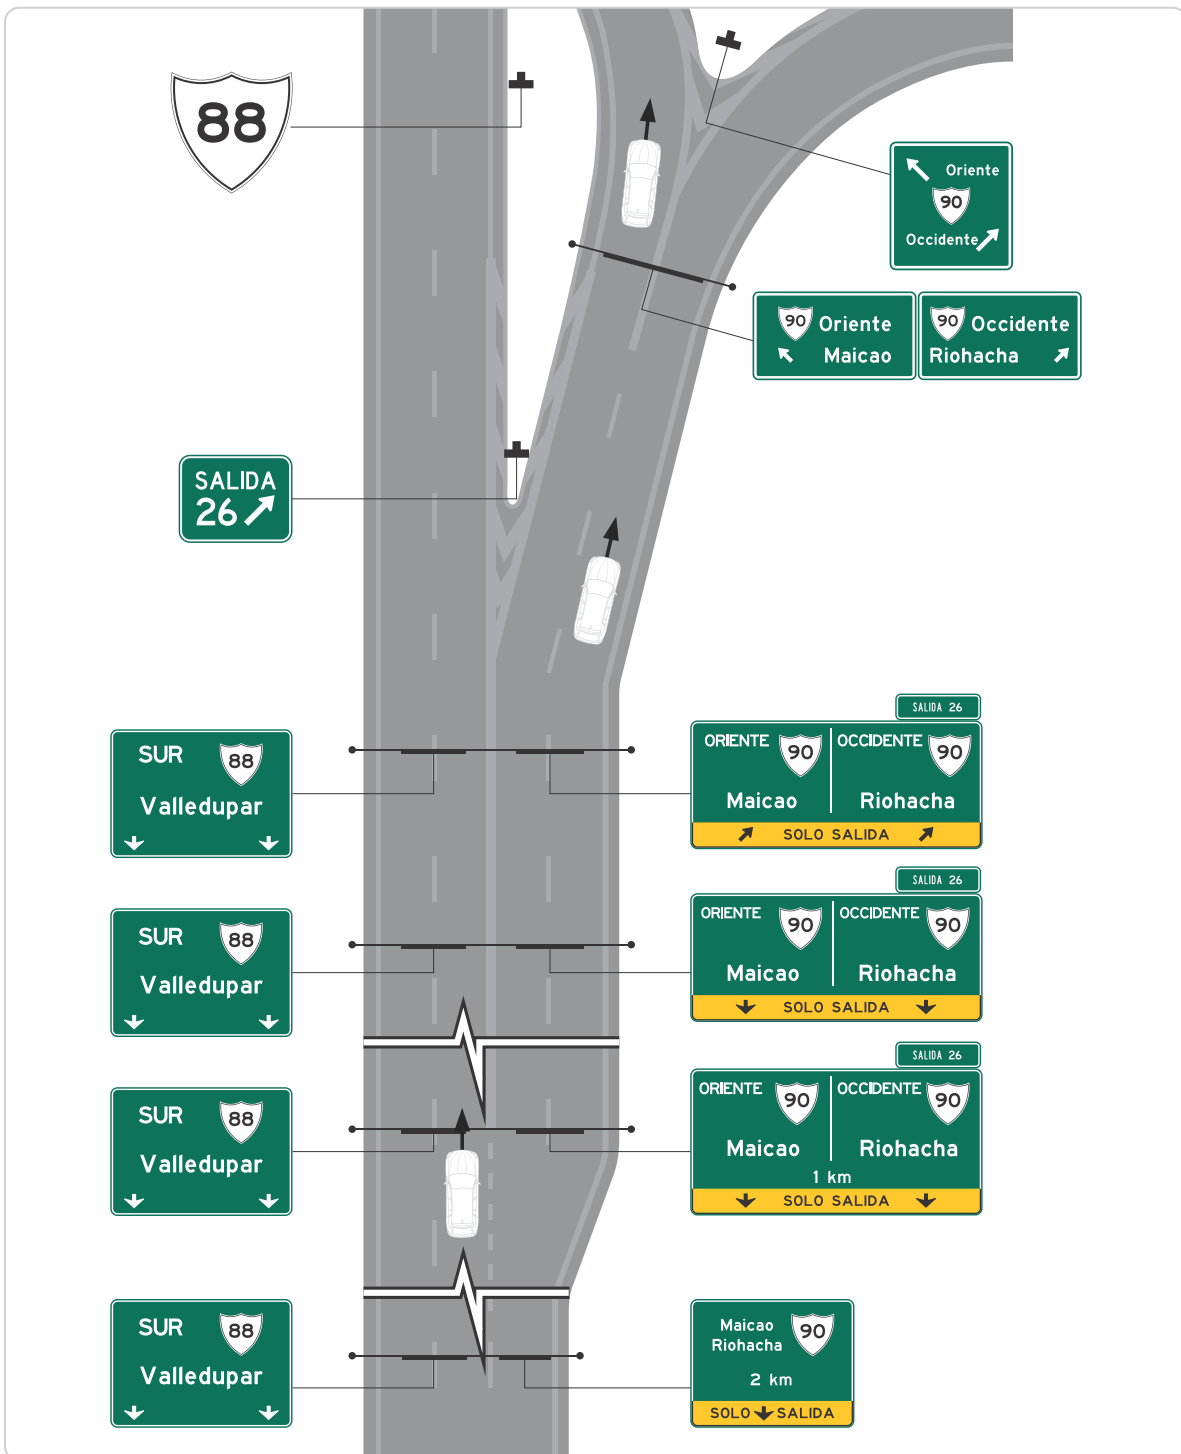 88
Oriente
90
Occidente
90 Oriente
Maicao
90 Occidente
Riohacha
SALIDA
26
SALIDA 26
SUR 88
Valledupar
ORIENTE 90
Maicao
OCCIDENTE 90
Riohacha
SOLO SALIDA
SALIDA 26
SUR 88
Valledupar
ORIENTE 90
Maicao
OCCIDENTE 90
Riohacha
SOLO SALIDA
SALIDA 26
SUR 88
Valledupar
ORIENTE 90
Maicao
OCCIDENTE 90
Riohacha
1 km
SOLO SALIDA
SUR 88
Valledupar
Maicao
Riohacha
90
2 km
SOLO SALIDA